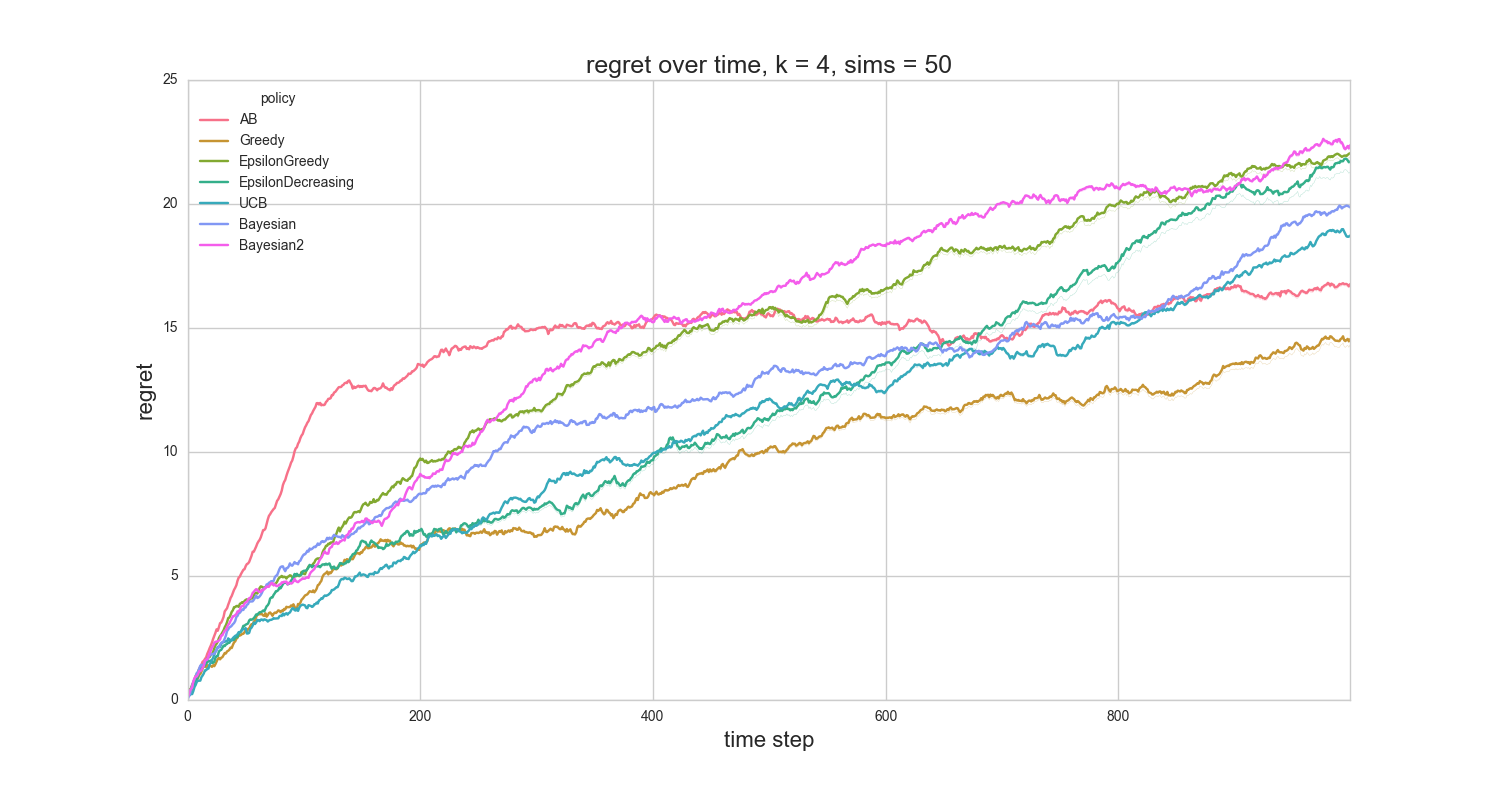 regret over time, k = 4, sims = 50
25
20
15
10
5
0
regret
policy
AB
Greedy
EpsilonGreedy
EpsilonDecreasing
UCB
Bayesian
Bayesian2
0 200 400 600 800
time step